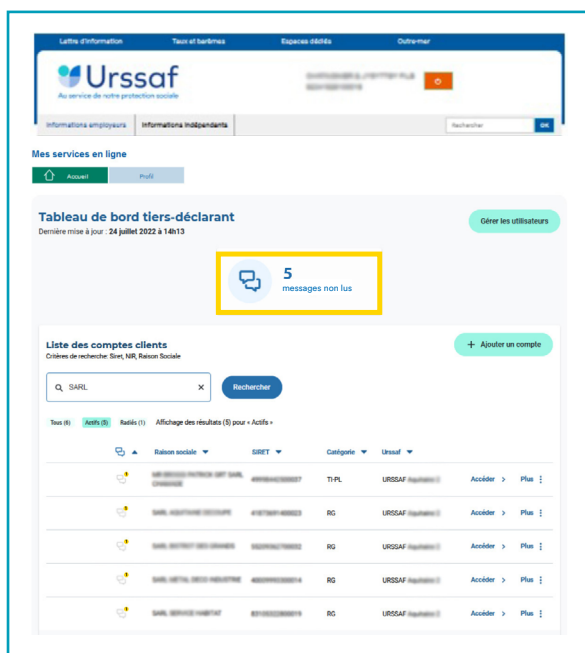 Lettre d'information Taux et barèmes Espaces dédiés Outre-mer
Urssaf
Au service de notre protection sociale
Informations employeurs Informations indépendants Rechercher OK
Mes services en ligne
Accueil Profil
Tableau de bord tiers-déclarant
Gérer les utilisateurs
Dernière mise à jour : 24 juillet 2022 à 14h13
5
messages non lus
Liste des comptes clients
+ Ajouter un compte
Critères de recherche: Siret, NIR, Raison Sociale
SARL × Rechercher
Tous (6) Actifs (5) Radiés (1) Affichage des résultats (5) pour « Actifs »
Raison sociale SIRET Catégorie Urssaf
TI-PL URSSAF Accéder > Plus
RG URSSAF Accéder > Plus
RG URSSAF Accéder > Plus
RG URSSAF Accéder > Plus
RG URSSAF Accéder > Plus